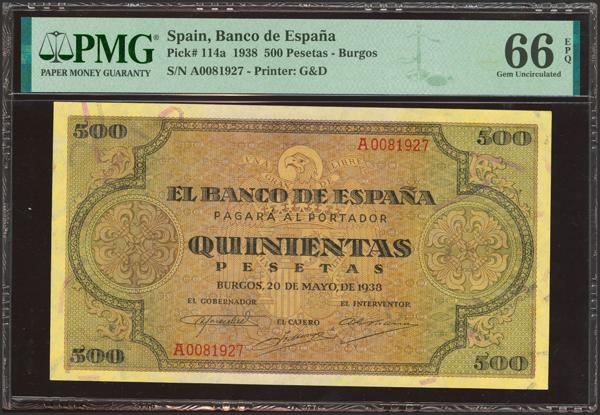 PMG
PAPER MONEY GUARANTY
Spain, Banco de España
Pick# 114a 1938 500 Pesetas - Burgos
S/N A0081927 - Printer: G&D
66 EPQ
Gem Uncirculated
500
500
A0081927
UNA
LIBRE
EL BANCO DE ESPAÑA
PAGARÁ AL PORTADOR
QUINIENTAS
PESETAS
BURGOS, 20 DE MAYO, DE 1938
EL GOBERNADOR
EL INTERVENTOR
EL CAJERO
A0081927
500
500